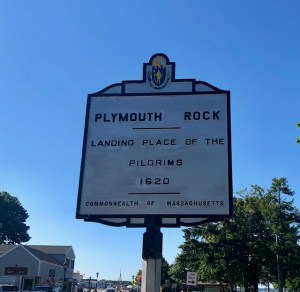 PLYMOUTH ROCK
LANDING PLACE OF THE
PILGRIMS
1620
COMMONWEALTH OF MASSACHUSETTS